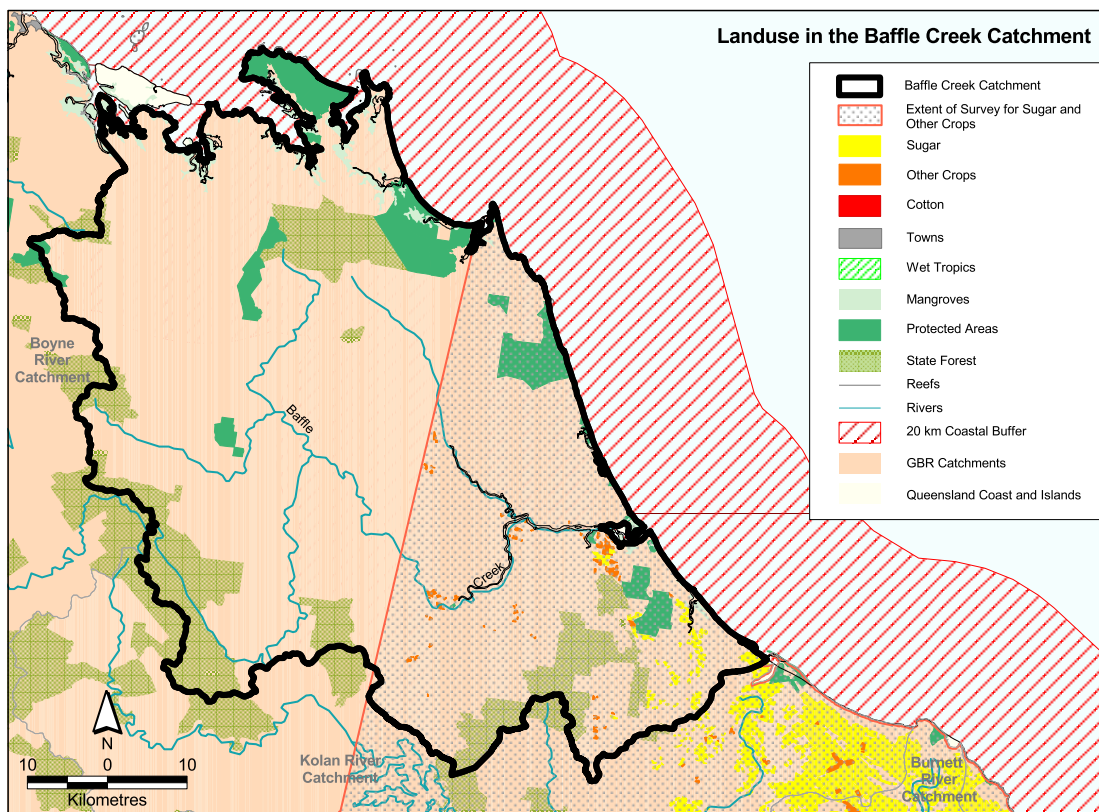 Landuse in the Baffle Creek Catchment
Baffle Creek Catchment
Extent of Survey for Sugar and
Other Crops
Sugar
Other Crops
Cotton
Towns
Wet Tropics
Mangroves
Protected Areas
State Forest
Reefs
Rivers
20 km Coastal Buffer
GBR Catchments
Queensland Coast and Islands
Boyne
River
Catchment
Baffle
Creek
N
10 0 10
Kilometres
Kolan River
Catchment
Burnett
River
Catchment